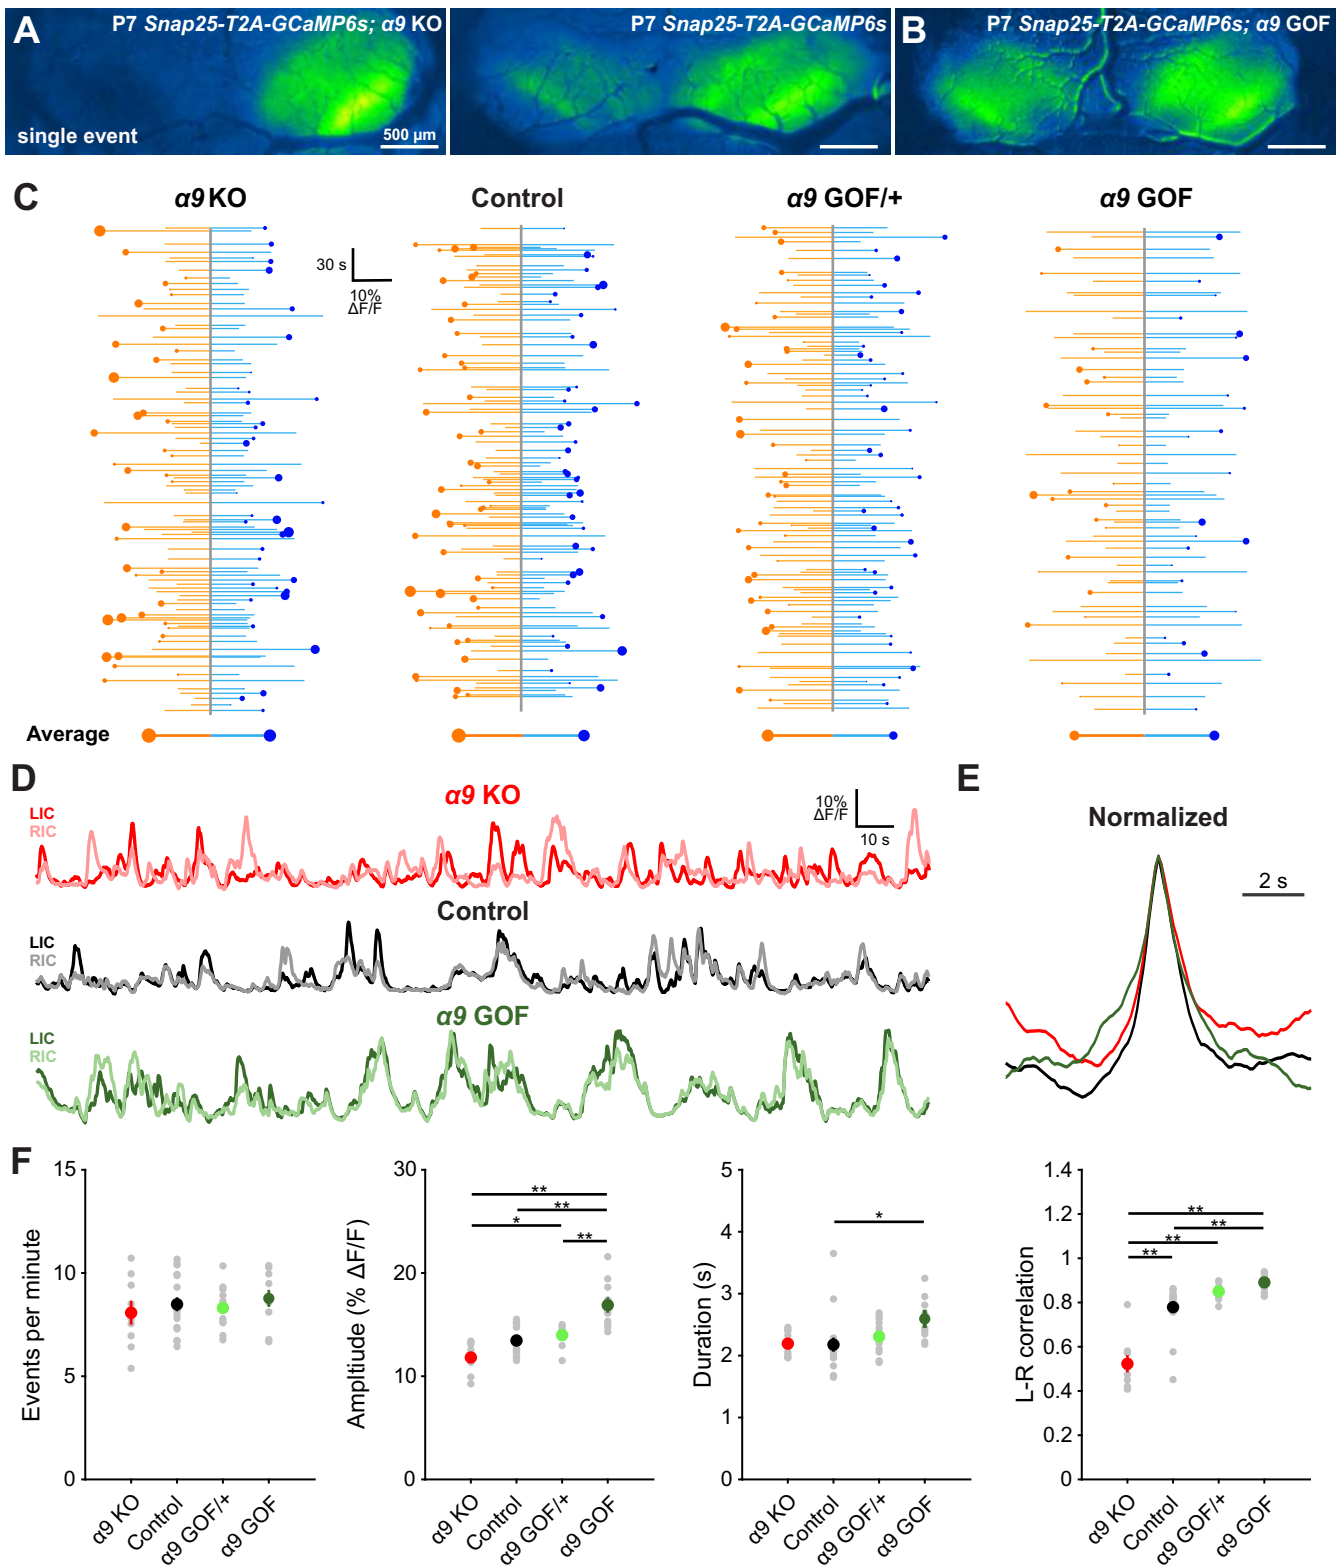 A
P7 Snap25-T2A-GCaMP6s; α9 KO
single event
500 µm
P7 Snap25-T2A-GCaMP6s
B
P7 Snap25-T2A-GCaMP6s; α9 GOF
C
α9 KO
Control
α9 GOF/+
α9 GOF
30 s
10%
ΔF/F
Average
D
α9 KO
LIC
RIC
10%
ΔF/F
10 s
Control
LIC
RIC
α9 GOF
LIC
RIC
E
Normalized
2 s
F
Events per minute
15
10
5
0
α9 KO
Control
α9 GOF/+
α9 GOF
Ampltiude (% ΔF/F)
30
20
10
0
**
**
*
**
α9 KO
Control
α9 GOF/+
α9 GOF
Duration (s)
5
4
3
2
1
0
*
α9 KO
Control
α9 GOF/+
α9 GOF
L-R correlation
1.4
1.2
1
0.8
0.6
0.4
0.2
0
**
**
**
**
α9 KO
Control
α9 GOF/+
α9 GOF